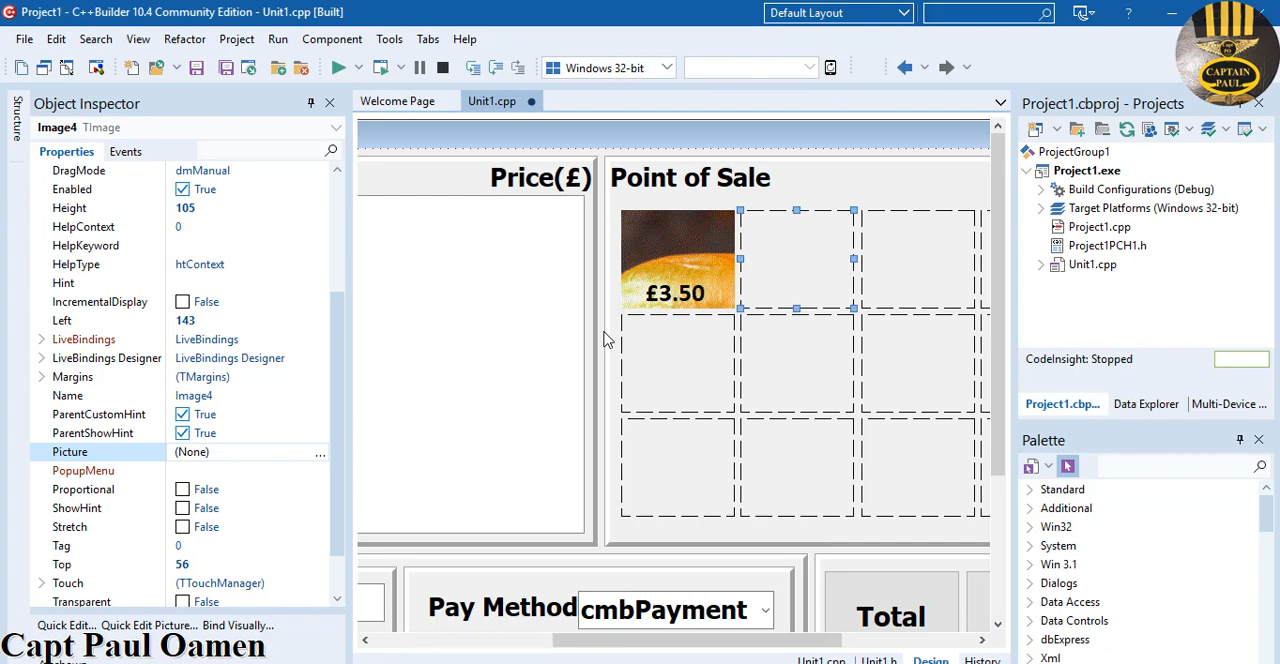 Project1 - C++Builder 10.4 Community Edition - Unit1.cpp [Built]
Default Layout
?
File Edit Search View Refactor Project Run Component Tools Tabs Help
Windows 32-bit
Capt PO
CAPTAIN
PAUL
Structure
Object Inspector
Image4 TImage
Properties Events
DragMode dmManual
Enabled True
Height 105
HelpContext 0
HelpKeyword
HelpType htContext
Hint
IncrementalDisplay False
Left 143
LiveBindings LiveBindings
LiveBindings Designer LiveBindings Designer
Margins (TMargins)
Name Image4
ParentCustomHint True
ParentShowHint True
Picture (None) ...
PopupMenu
Proportional False
ShowHint False
Stretch False
Tag 0
Top 56
Touch (TTouchManager)
Transparent False
Quick Edit... Quick Edit Picture... Bind Visually...
Capt Paul Oamen
Welcome Page Unit1.cpp
Price(£) Point of Sale
£3.50
Pay Method cmbPayment
Total
Unit1.cpp Unit1.h Design History
Project1.cbproj - Projects
ProjectGroup1
Project1.exe
Build Configurations (Debug)
Target Platforms (Windows 32-bit)
Project1.cpp
Project1PCH1.h
Unit1.cpp
CodeInsight: Stopped
Project1.cbp... Data Explorer Multi-Device ...
Palette
Standard
Additional
Win32
System
Win 3.1
Dialogs
Data Access
Data Controls
dbExpress
Xml